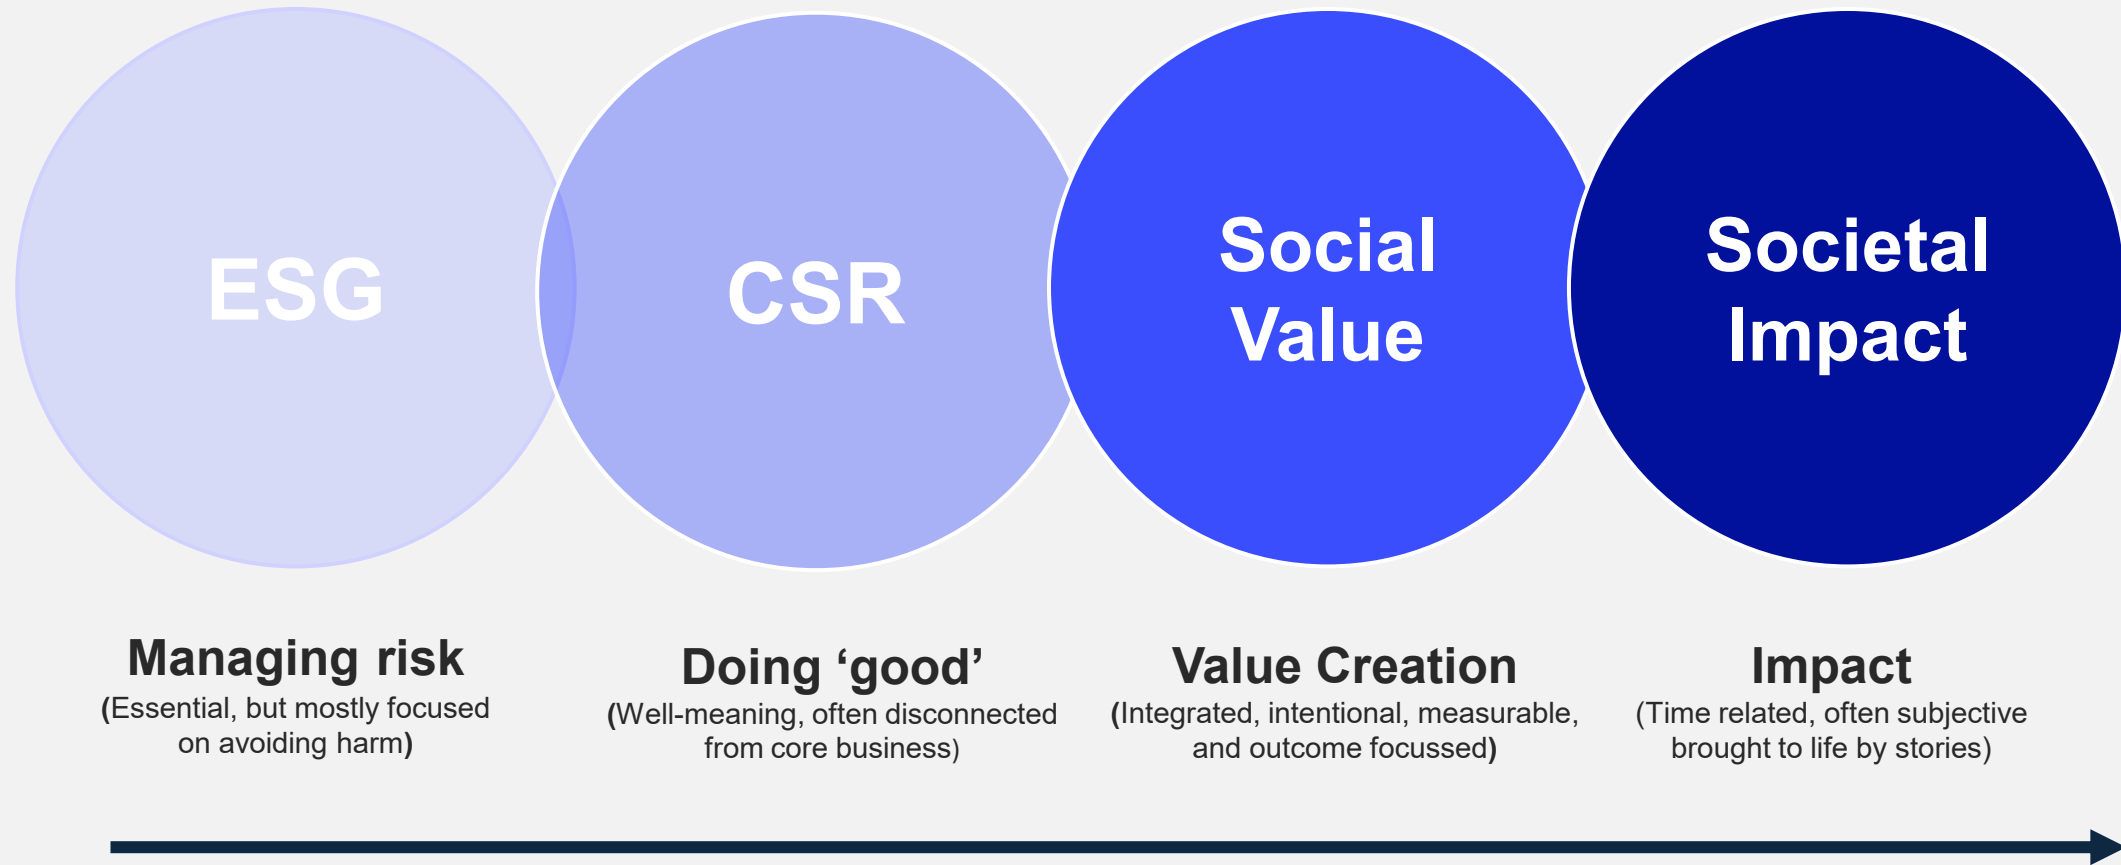 ESG
CSR
Social
Value
Societal
Impact
Managing risk
(Essential, but mostly focused
on avoiding harm)
Doing ‘good’
(Well-meaning, often disconnected
from core business)
Value Creation
(Integrated, intentional, measurable,
and outcome focussed)
Impact
(Time related, often subjective
brought to life by stories)